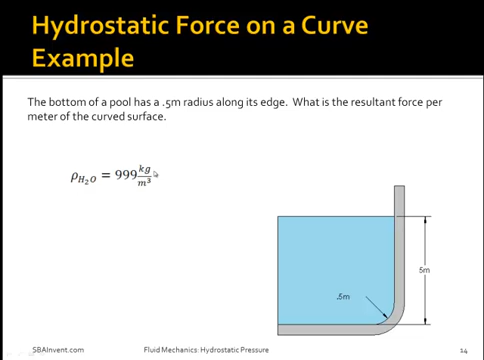 Hydrostatic Force on a Curve
Example
The bottom of a pool has a .5m radius along its edge. What is the resultant force per
meter of the curved surface.
ρ_{H₂O} = 999 kg/m³
.5m
5m
SBAInvent.com Fluid Mechanics: Hydrostatic Pressure 14